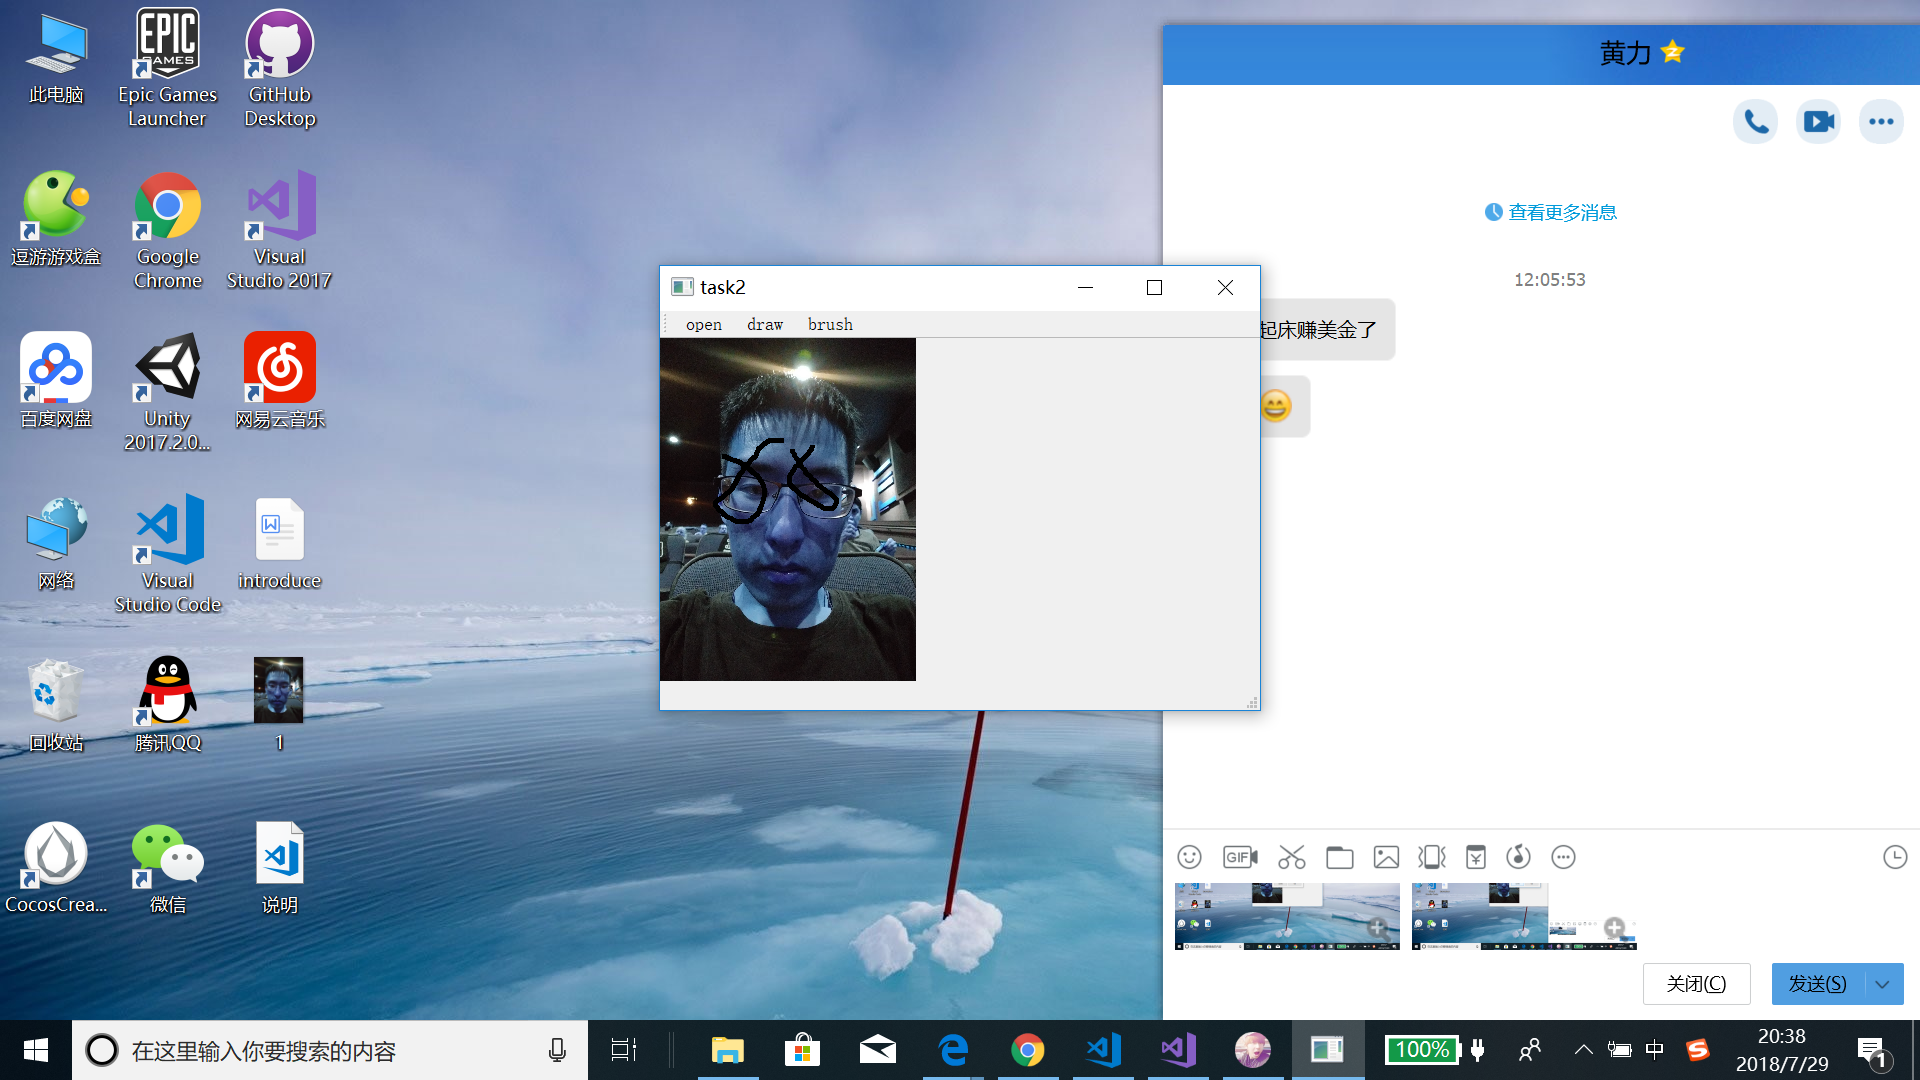 此电脑
EPIC
GAMES
Epic Games
Launcher
GitHub
Desktop
逗游游戏盒
Google
Chrome
Visual
Studio 2017
百度网盘
Unity
2017.2.0...
网易云音乐
网络
Visual
Studio Code
introduce
回收站
腾讯QQ
1
CocosCrea...
微信
说明
task2
open draw brush
黄力
查看更多消息
12:05:53
起床赚美金了
GIF
关闭(C)
发送(S)
在这里输入你要搜索的内容
100%
中
20:38
2018/7/29
1